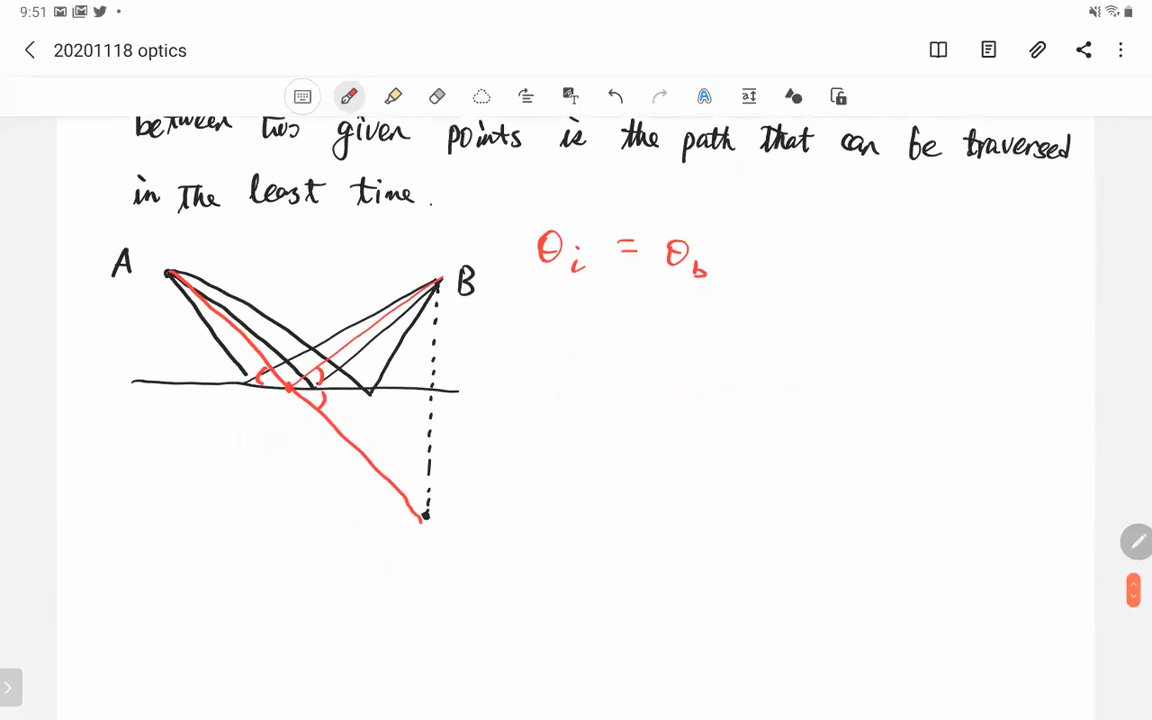 9:51
20201118 optics
between two given points is the path that can be traversed
in the least time.
A
B
θi = θb